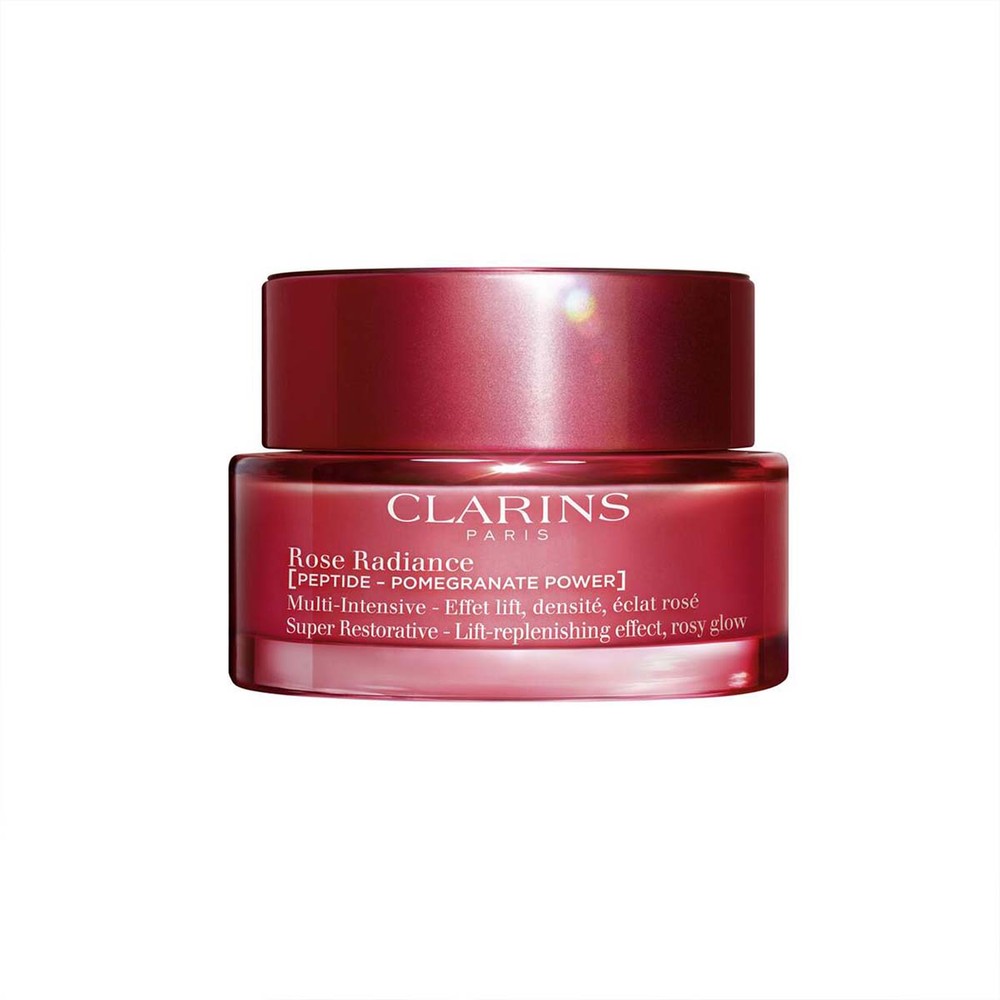 CLARINS
PARIS
Rose Radiance
[PEPTIDE – POMEGRANATE POWER]
Multi-Intensive - Effet lift, densité, éclat rosé
Super Restorative - Lift-replenishing effect, rosy glow